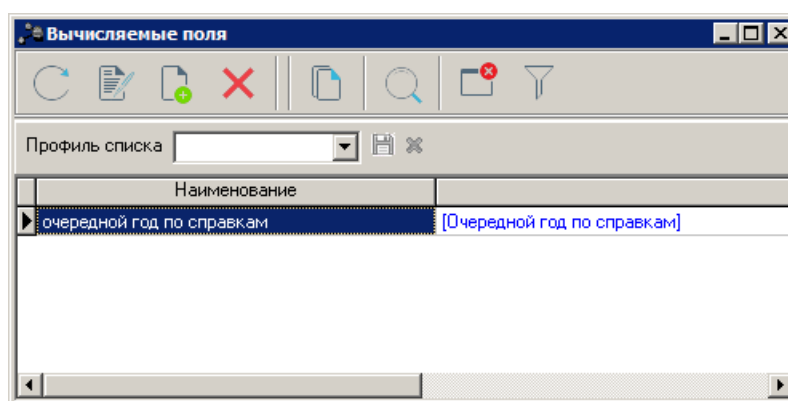 Вычисляемые поля
Профиль списка
Наименование
очередной год по справкам [Очередной год по справкам]